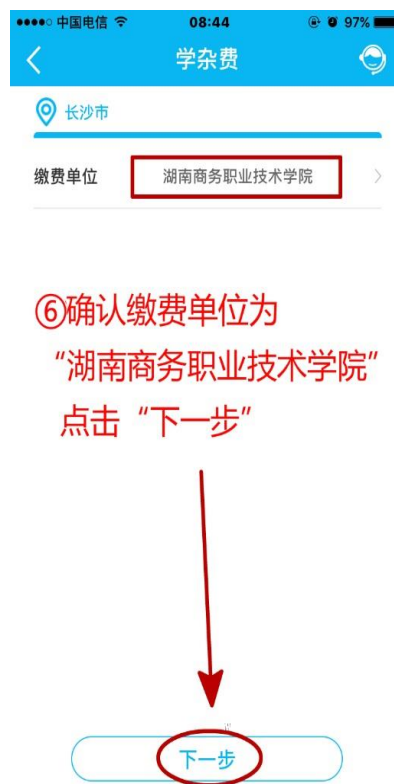 中国电信 08:44 97%
学杂费
长沙市
缴费单位 湖南商务职业技术学院
⑥确认缴费单位为
“湖南商务职业技术学院”
点击“下一步”
下一步